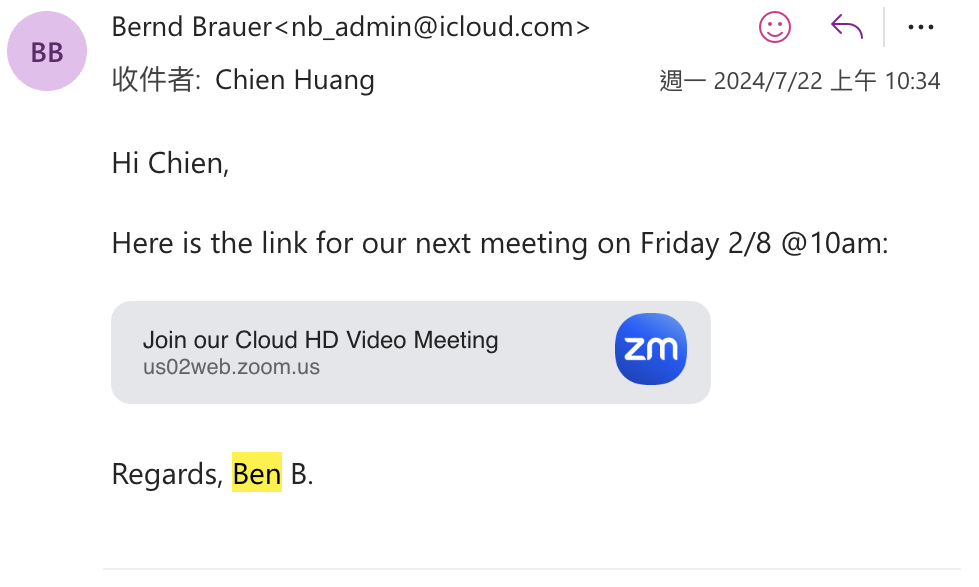 BB
Bernd Brauer<nb_admin@icloud.com>
收件者: Chien Huang
週一 2024/7/22 上午 10:34
Hi Chien,
Here is the link for our next meeting on Friday 2/8 @10am:
Join our Cloud HD Video Meeting
us02web.zoom.us
zm
Regards, Ben B.